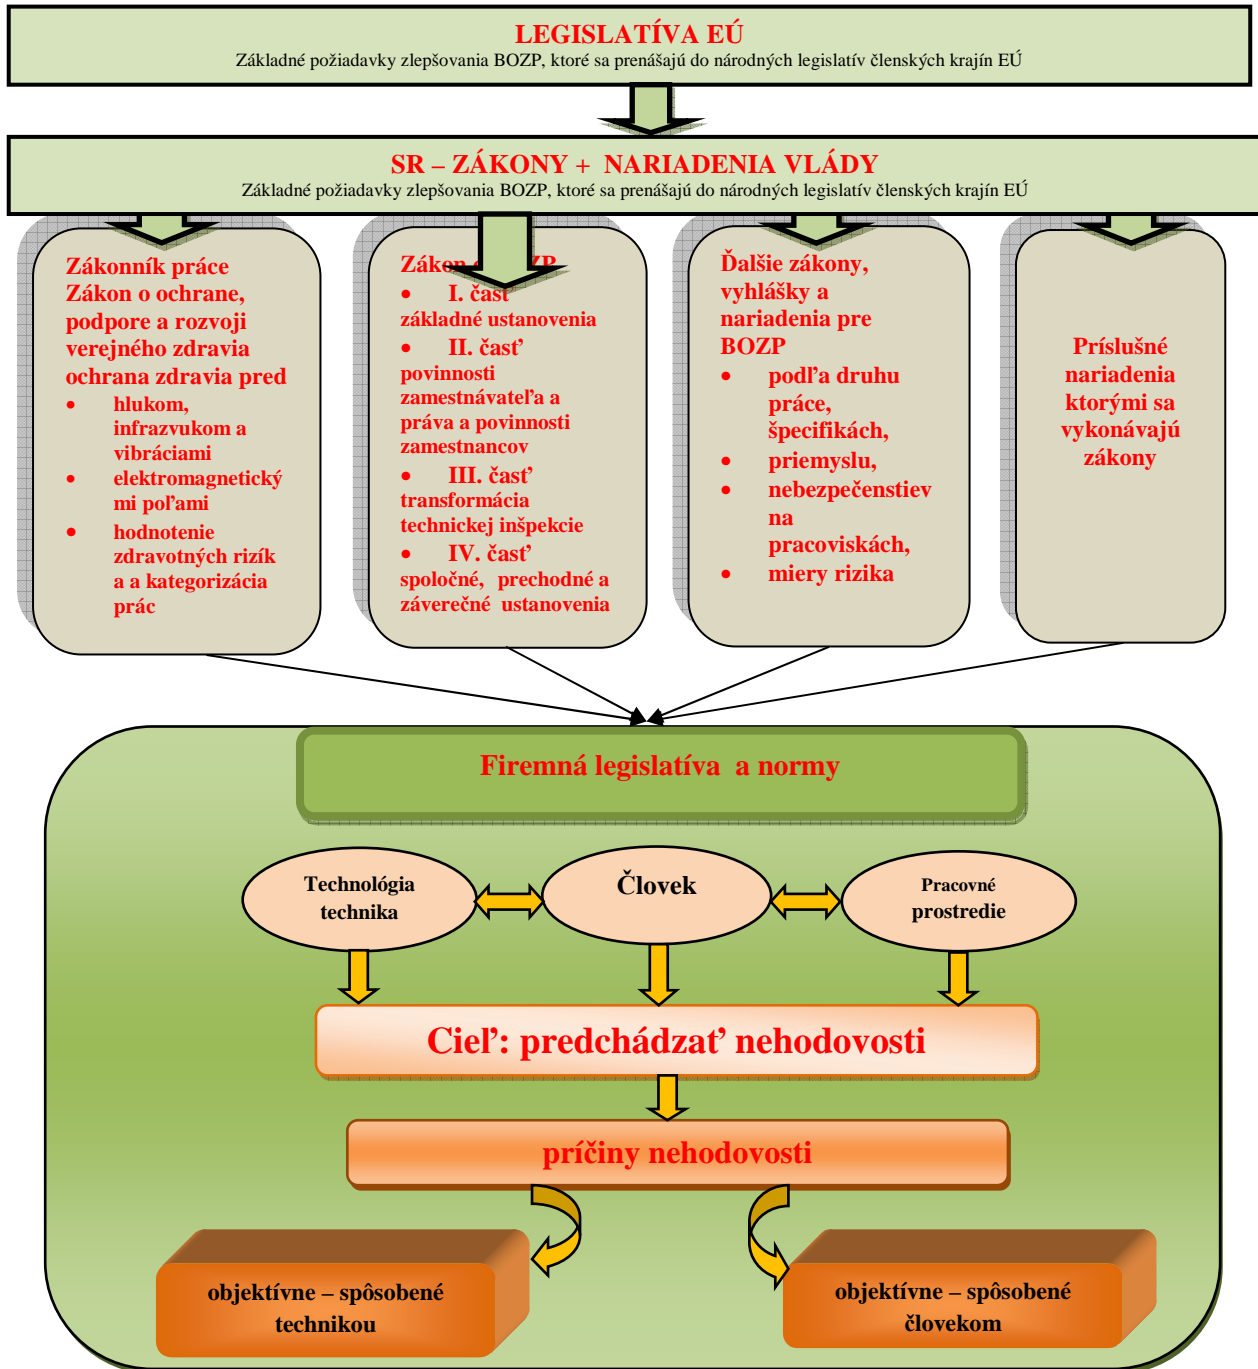 LEGISLATÍVA EÚ
Základné požiadavky zlepšovania BOZP, ktoré sa prenášajú do národných legislatív členských krajín EÚ
SR – ZÁKONY + NARIADENIA VLÁDY
Základné požiadavky zlepšovania BOZP, ktoré sa prenášajú do národných legislatív členských krajín EÚ
Zákonník práce
Zákon o ochrane,
podpore a rozvoji
verejného zdravia
ochrana zdravia pred
• hlukom,
infrazvukom a
vibráciami
• elektromagnetický
mi poľami
• hodnotenie
zdravotných rizík
a a kategorizácia
prác
Zákon
• I. časť
základné ustanovenia
• II. časť
povinnosti
zamestnávateľa a
práva a povinnosti
zamestnancov
• III. časť
transformácia
technickej inšpekcie
• IV. časť
spoločné, prechodné a
záverečné ustanovenia
Ďalšie zákony,
vyhlášky a
nariadenia pre
BOZP
• podľa druhu
práce,
špecifikách,
• priemyslu,
• nebezpečenstiev
na
pracoviskách,
• miery rizika
Príslušné
nariadenia
ktorými sa
vykonávajú
zákony
Firemná legislatíva a normy
Technológia
technika
Človek
Pracovné
prostredie
Cieľ: predchádzať nehodovosti
príčiny nehodovosti
objektívne – spôsobené
technikou
objektívne – spôsobené
človekom